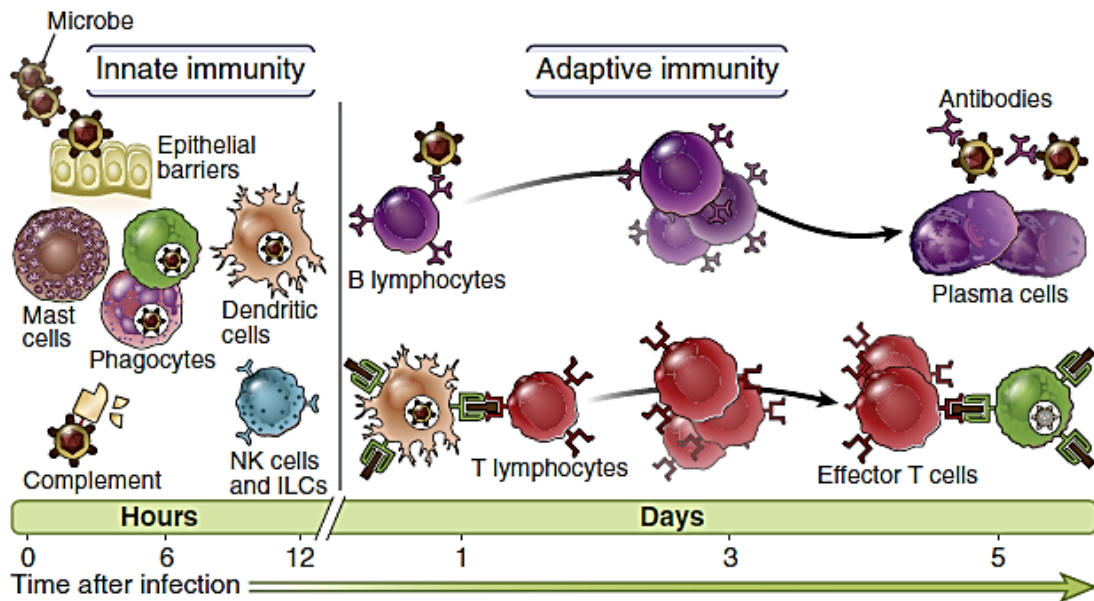 Microbe
Innate immunity
Adaptive immunity
Epithelial
barriers
Antibodies
Mast
cells
Phagocytes
Dendritic
cells
B lymphocytes
Plasma cells
Complement
NK cells
and ILCs
T lymphocytes
Effector T cells
Hours
Days
0
6
12
1
3
5
Time after infection